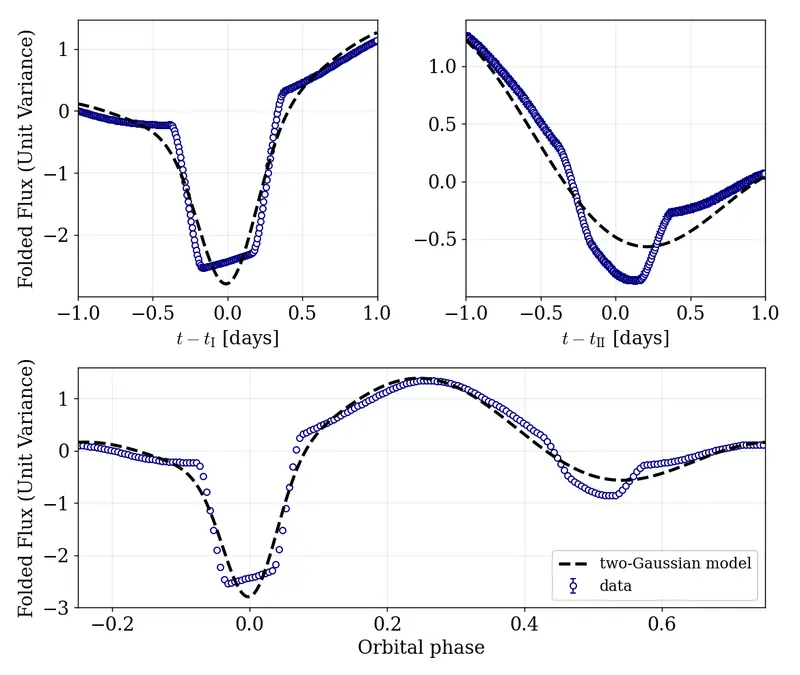 Folded Flux (Unit Variance)
1
0
−1
−2
−1.0 −0.5 0.0 0.5 1.0
t − t_I [days]
1.0
0.5
0.0
−0.5
−1.0 −0.5 0.0 0.5 1.0
t − t_II [days]
Folded Flux (Unit Variance)
1
0
−1
−2
−3
−0.2 0.0 0.2 0.4 0.6
Orbital phase
two-Gaussian model
data